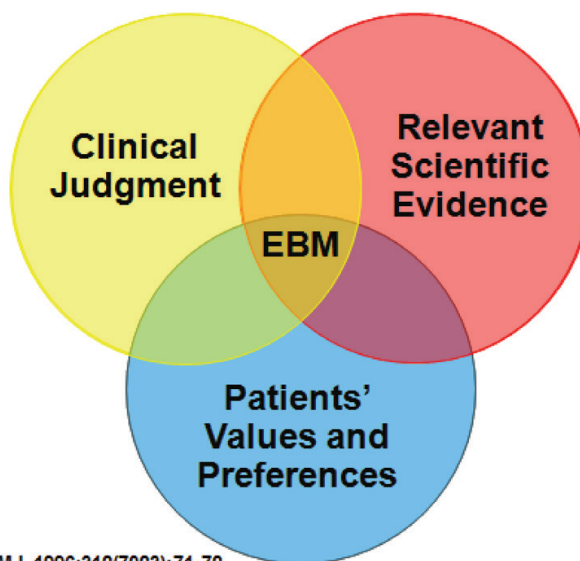 Clinical
Judgment
Relevant
Scientific
Evidence
EBM
Patients’
Values and
Preferences